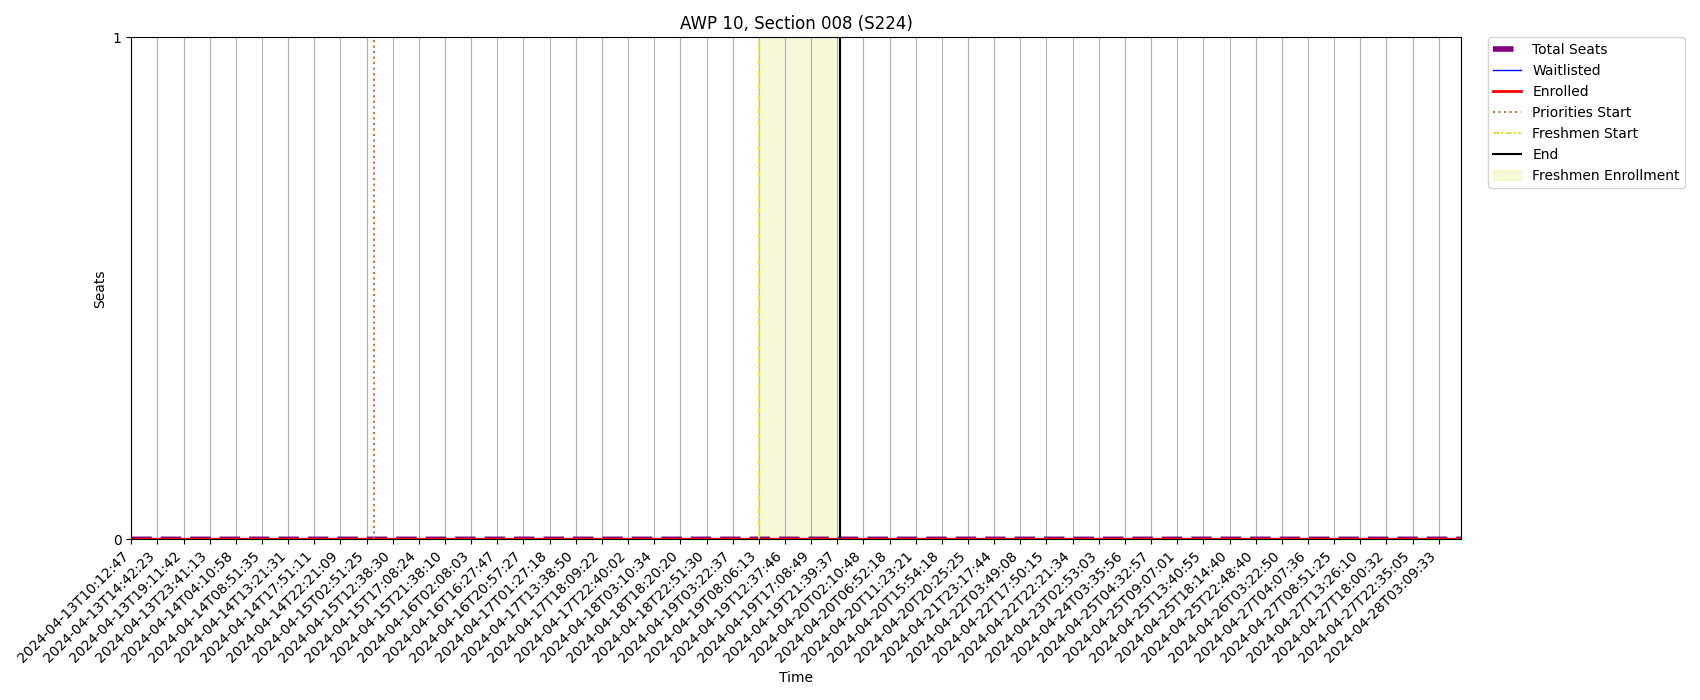 AWP 10, Section 008 (S224)
1
0
Seats
2024-04-13T10:12:47
2024-04-13T14:42:23
2024-04-13T19:11:42
2024-04-13T23:41:13
2024-04-14T04:10:58
2024-04-14T08:51:35
2024-04-14T13:21:31
2024-04-14T17:51:11
2024-04-14T22:21:09
2024-04-15T02:51:25
2024-04-15T12:38:30
2024-04-15T17:08:24
2024-04-15T21:38:10
2024-04-16T02:08:03
2024-04-16T16:27:47
2024-04-16T20:57:27
2024-04-17T01:27:18
2024-04-17T13:38:50
2024-04-17T18:09:22
2024-04-17T22:40:02
2024-04-18T03:10:34
2024-04-18T18:20:20
2024-04-18T22:51:30
2024-04-19T03:22:37
2024-04-19T08:06:13
2024-04-19T12:37:46
2024-04-19T17:08:49
2024-04-19T21:39:37
2024-04-20T02:10:48
2024-04-20T06:52:18
2024-04-20T11:23:21
2024-04-20T15:54:18
2024-04-20T20:25:25
2024-04-21T23:17:44
2024-04-22T03:49:08
2024-04-22T17:50:15
2024-04-22T22:21:34
2024-04-23T02:53:03
2024-04-24T03:35:56
2024-04-25T04:32:57
2024-04-25T09:07:01
2024-04-25T13:40:55
2024-04-25T18:14:40
2024-04-25T22:48:40
2024-04-26T03:22:50
2024-04-27T04:07:36
2024-04-27T08:51:25
2024-04-27T13:26:10
2024-04-27T18:00:32
2024-04-27T22:35:05
2024-04-28T03:09:33
Time
Total Seats
Waitlisted
Enrolled
Priorities Start
Freshmen Start
End
Freshmen Enrollment